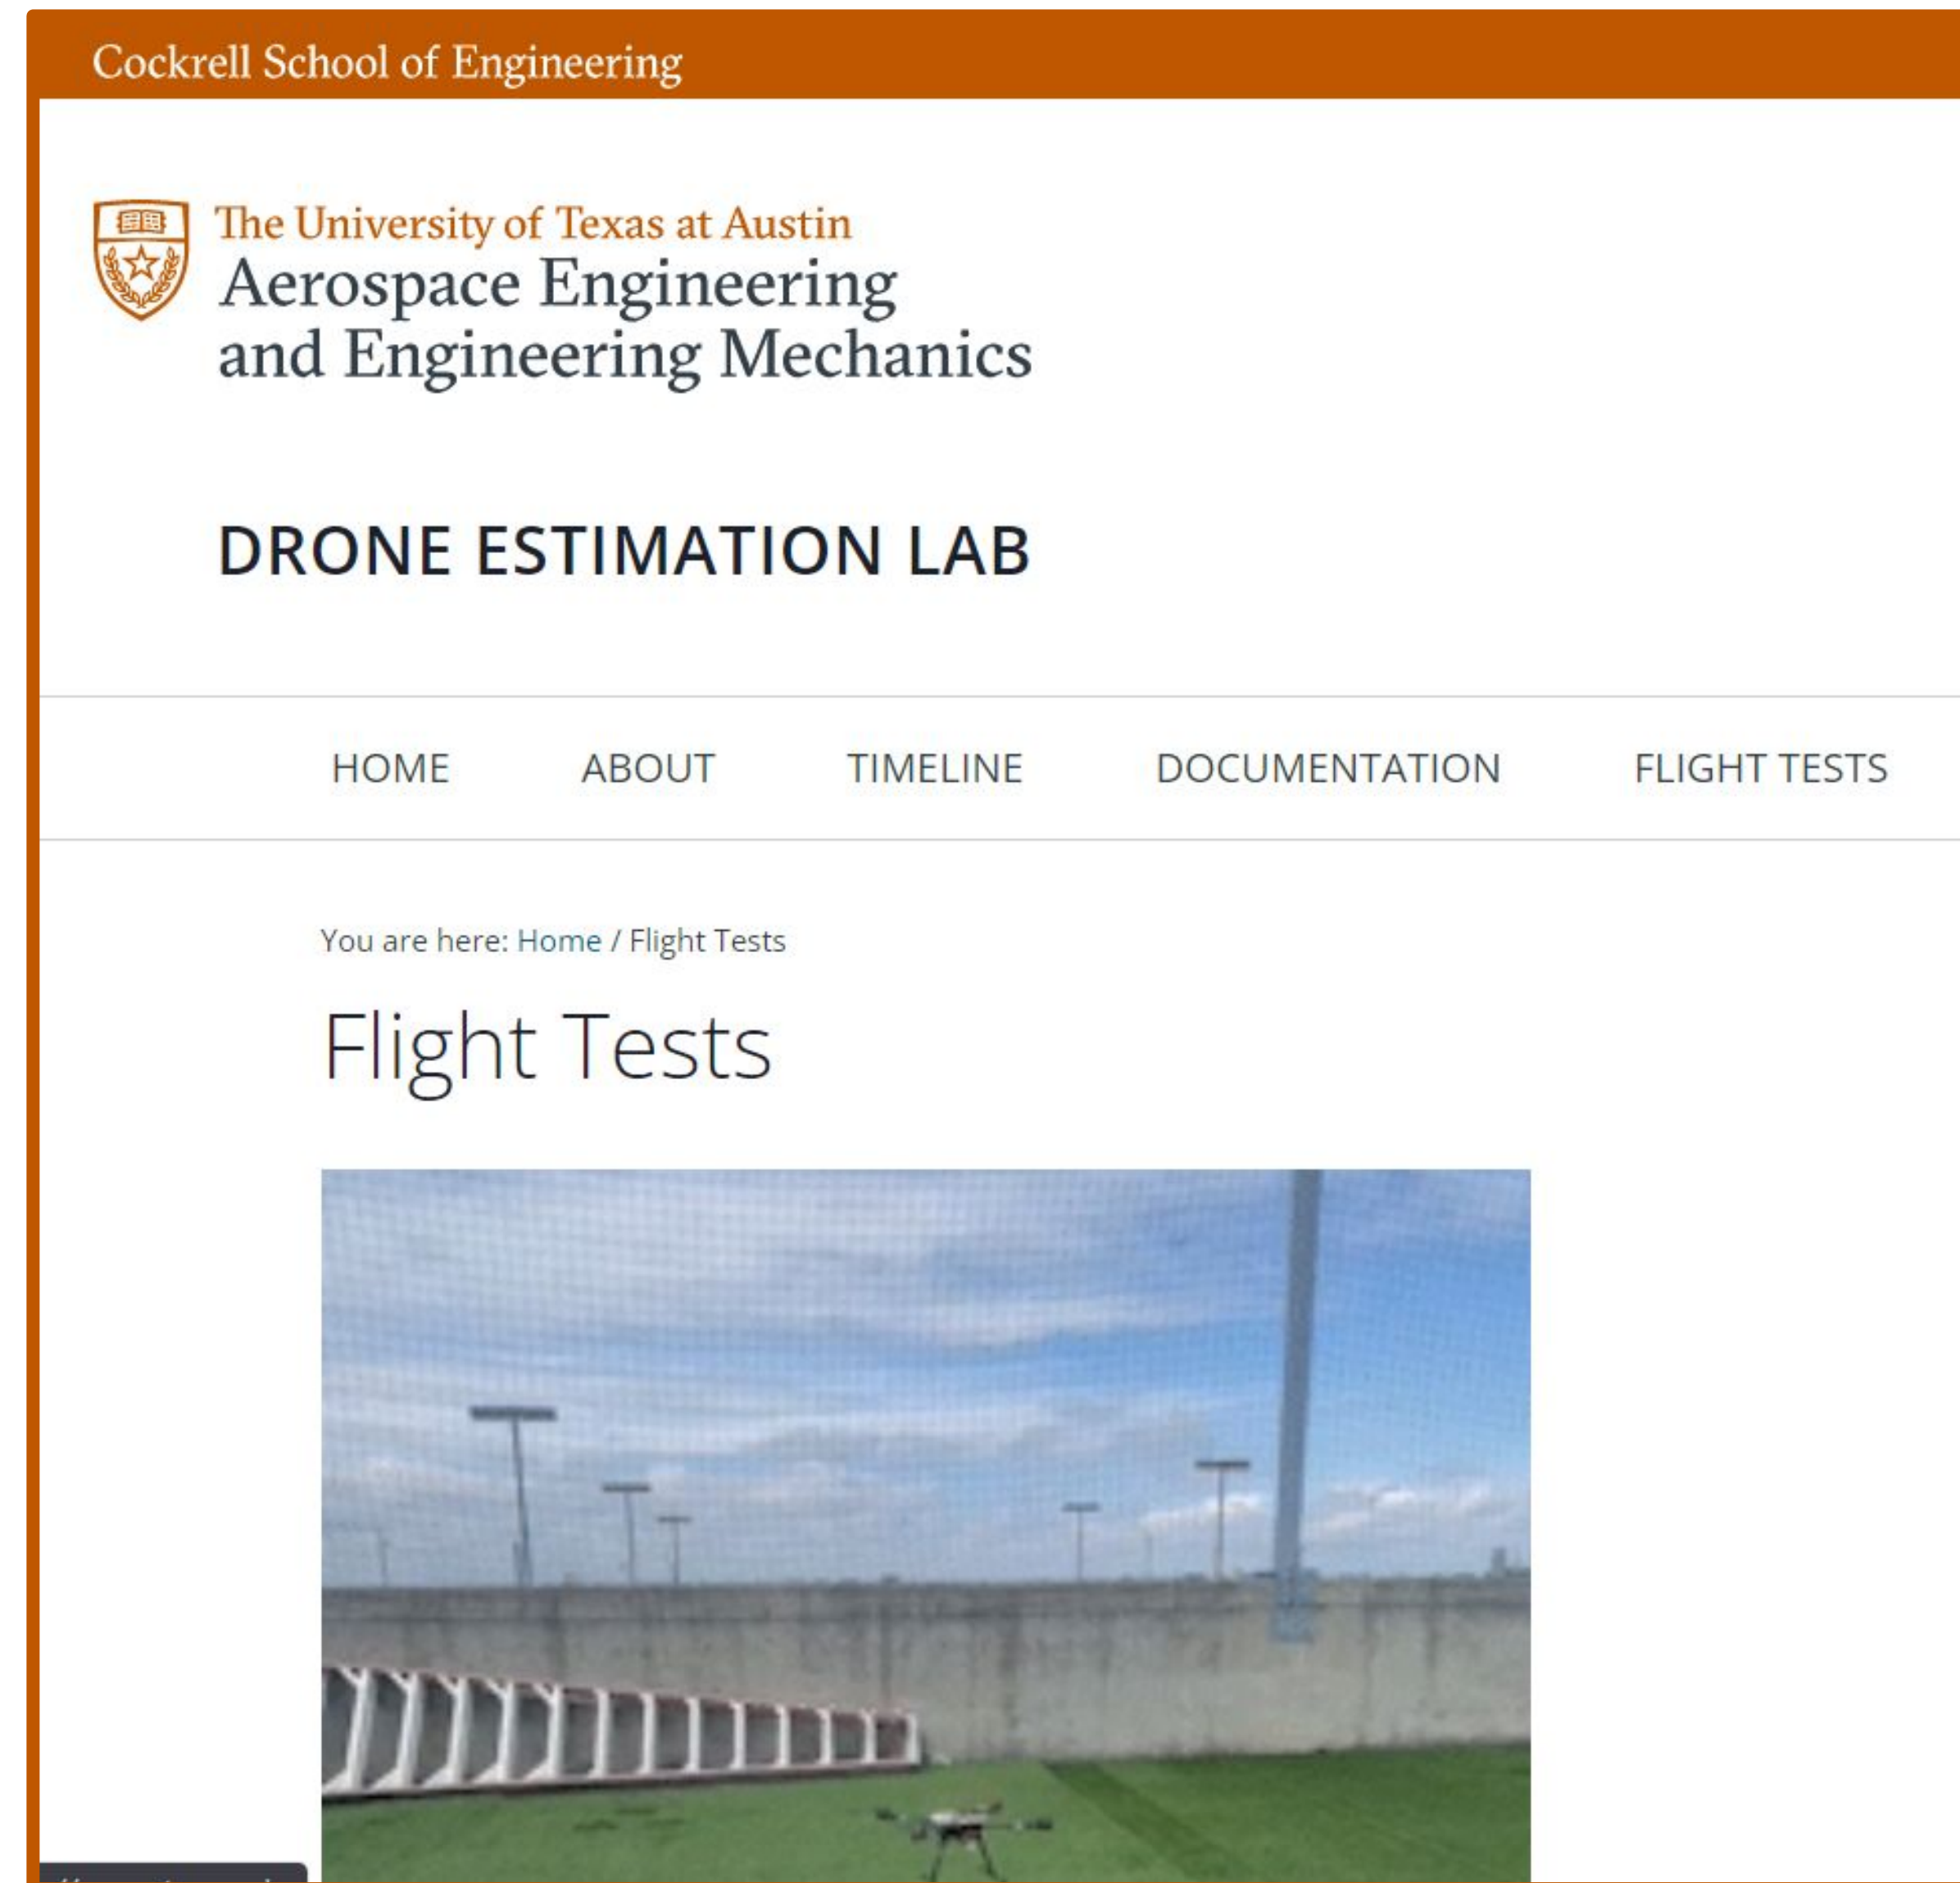 Cockrell School of Engineering
The University of Texas at Austin
Aerospace Engineering
and Engineering Mechanics
DRONE ESTIMATION LAB
HOME ABOUT TIMELINE DOCUMENTATION FLIGHT TESTS
You are here: Home / Flight Tests
Flight Tests